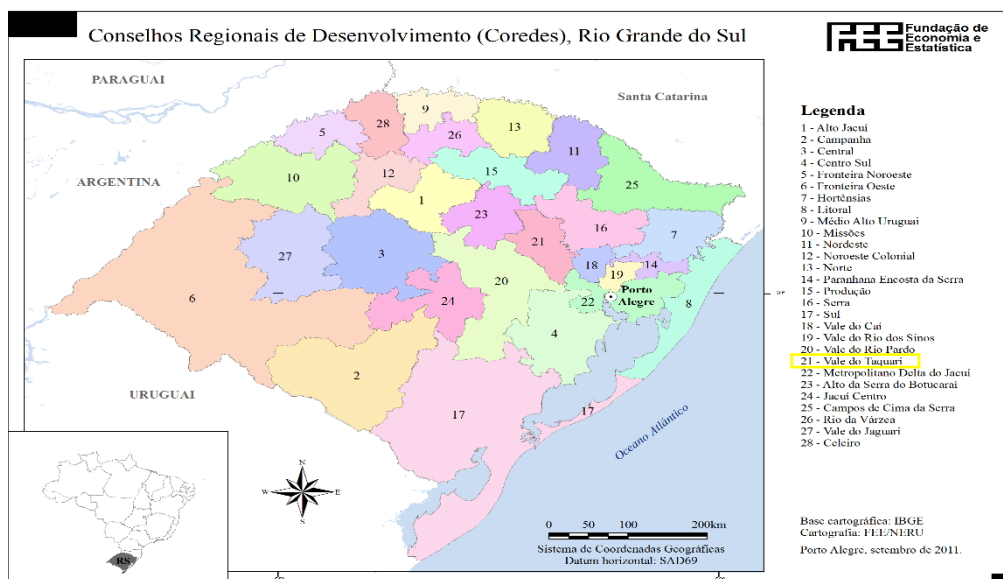 Conselhos Regionais de Desenvolvimento (Coredes), Rio Grande do Sul
FEE Fundação de
Economia e
Estatística
PARAGUAI
Santa Catarina
ARGENTINA
URUGUAI
Oceano Atlântico
Porto
Alegre
5
28
9
26
13
11
25
10
12
15
1
23
16
7
27
3
21
18
14
19
6
20
24
22
8
4
2
17
17
Legenda
1 - Alto Jacuí
2 - Campanha
3 - Central
4 - Centro Sul
5 - Fronteira Noroeste
6 - Fronteira Oeste
7 - Hortênsias
8 - Litoral
9 - Médio Alto Uruguai
10 - Missões
11 - Nordeste
12 - Noroeste Colonial
13 - Norte
14 - Paranhana Encosta da Serra
15 - Produção
16 - Serra
17 - Sul
18 - Vale do Caí
19 - Vale do Rio dos Sinos
20 - Vale do Rio Pardo
21 - Vale do Taquari
22 - Metropolitano Delta do Jacuí
23 - Alto da Serra do Botucaraí
24 - Jacuí Centro
25 - Campos de Cima da Serra
26 - Rio da Várzea
27 - Vale do Jaguari
28 - Celeiro
RS
N
W
E
S
0 50 100 200km
Sistema de Coordenadas Geográficas
Datum horizontal: SAD69
Base cartográfica: IBGE
Cartografia: FEE/NERU
Porto Alegre, setembro de 2011.